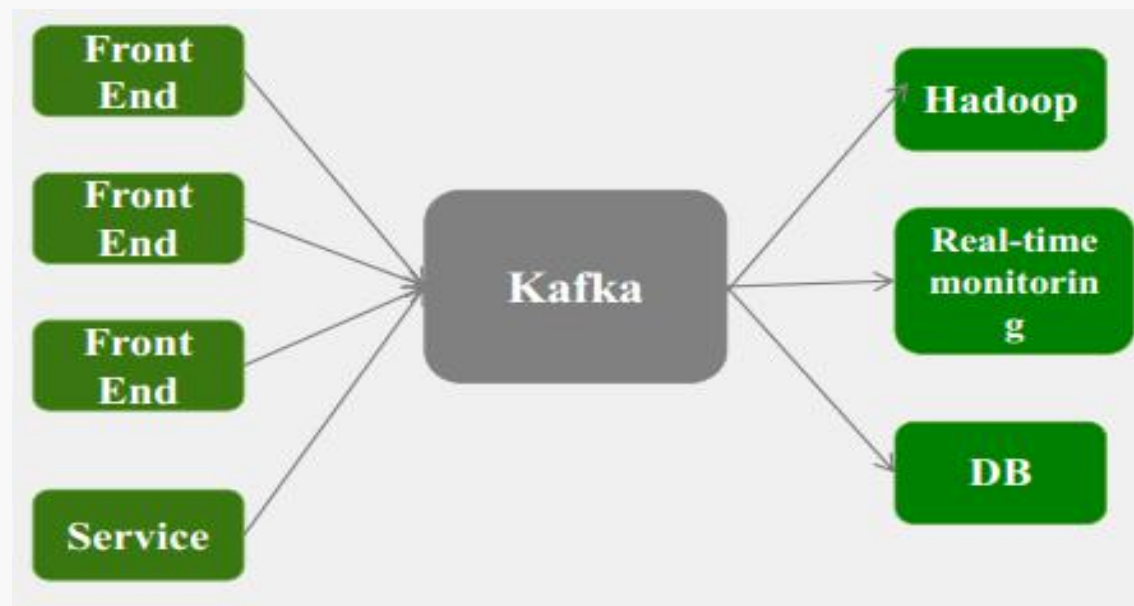 Front
End
Front
End
Front
End
Service
Kafka
Hadoop
Real-time
monitorin
g
DB